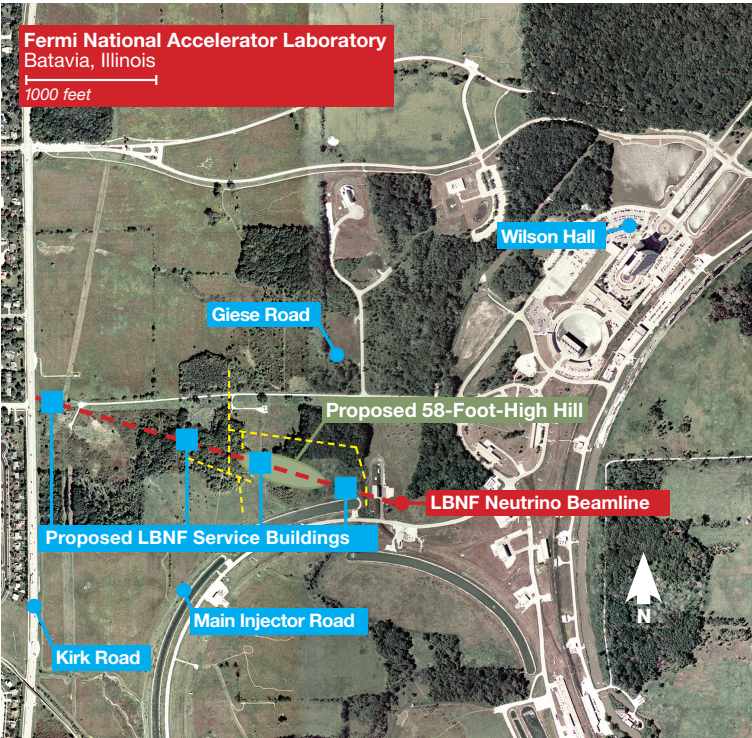 Fermi National Accelerator Laboratory
Batavia, Illinois
1000 feet
Wilson Hall
Giese Road
Proposed 58-Foot-High Hill
LBNF Neutrino Beamline
Proposed LBNF Service Buildings
Main Injector Road
N
Kirk Road